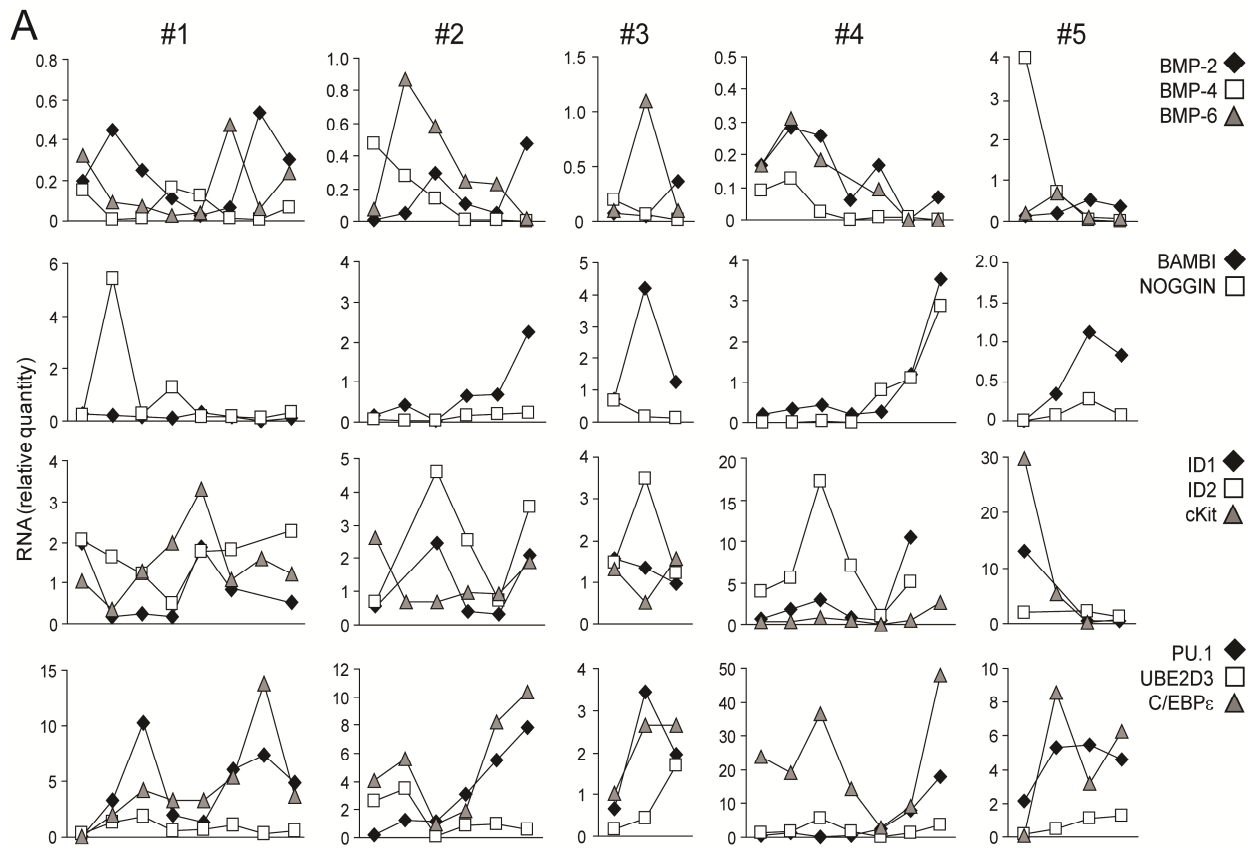 A
#1 #2 #3 #4 #5
0.8 0.6 0.4 0.2 0
1.0 0.8 0.6 0.4 0.2 0
1.5 1.0 0.5 0
0.5 0.4 0.3 0.2 0.1 0
4 3 2 1 0
BMP-2
BMP-4
BMP-6
RNA (relative quantity)
6 4 2 0
4 3 2 1 0
5 4 3 2 1 0
4 3 2 1 0
2.0 1.5 1.0 0.5 0
BAMBI
NOGGIN
4 3 2 1 0
5 4 3 2 1 0
4 3 2 1 0
20 15 10 5 0
30 20 10 0
ID1
ID2
cKit
15 10 5 0
12 10 8 6 4 2 0
4 3 2 1 0
50 40 30 20 10 0
10 8 6 4 2 0
PU.1
UBE2D3
C/EBPε